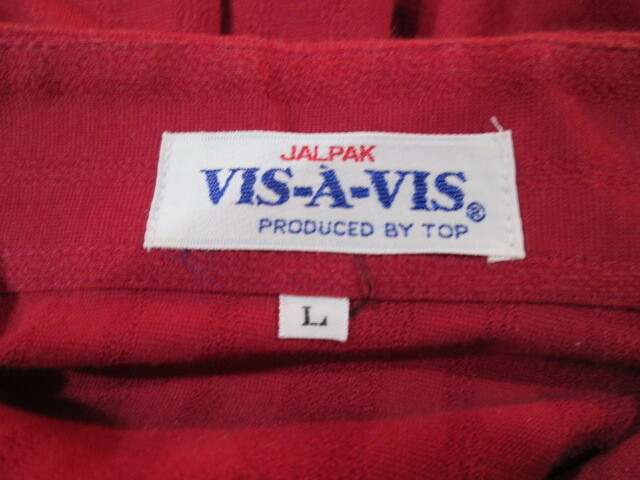 JALPAK
VIS-À-VIS®
PRODUCED BY TOP
L